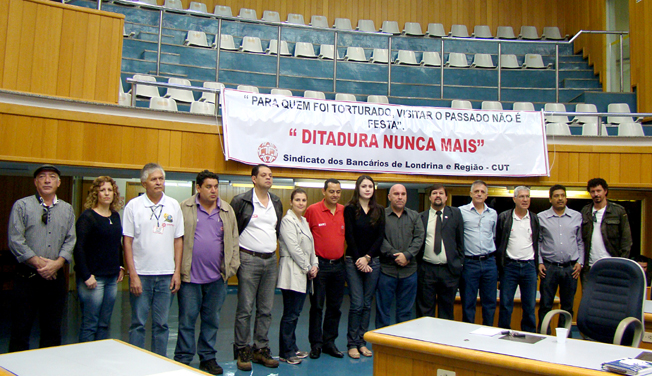 “ PARA QUEM FOI TORTURADO, VISITAR O PASSADO NÃO É
FESTA”.
“ DITADURA NUNCA MAIS”
Sindicato dos Bancários de Londrina e Região - CUT